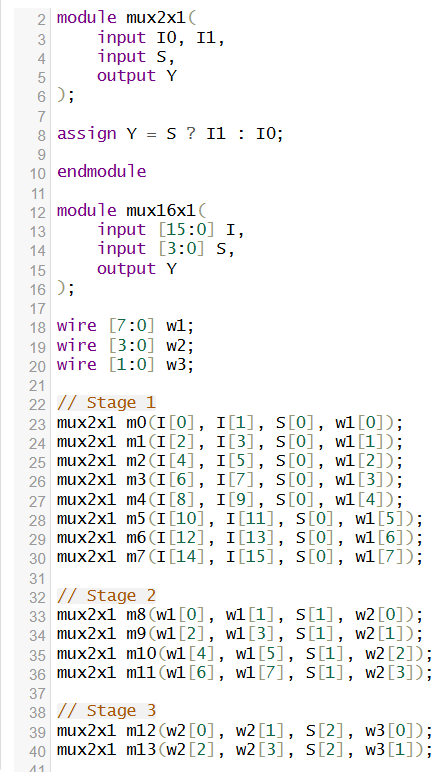 2 module mux2x1(
3 input I0, I1,
4 input S,
5 output Y
6 );
7
8 assign Y = S ? I1 : I0;
9
10 endmodule
11
12 module mux16x1(
13 input [15:0] I,
14 input [3:0] S,
15 output Y
16 );
17
18 wire [7:0] w1;
19 wire [3:0] w2;
20 wire [1:0] w3;
21
22 // Stage 1
23 mux2x1 m0(I[0], I[1], S[0], w1[0]);
24 mux2x1 m1(I[2], I[3], S[0], w1[1]);
25 mux2x1 m2(I[4], I[5], S[0], w1[2]);
26 mux2x1 m3(I[6], I[7], S[0], w1[3]);
27 mux2x1 m4(I[8], I[9], S[0], w1[4]);
28 mux2x1 m5(I[10], I[11], S[0], w1[5]);
29 mux2x1 m6(I[12], I[13], S[0], w1[6]);
30 mux2x1 m7(I[14], I[15], S[0], w1[7]);
31
32 // Stage 2
33 mux2x1 m8(w1[0], w1[1], S[1], w2[0]);
34 mux2x1 m9(w1[2], w1[3], S[1], w2[1]);
35 mux2x1 m10(w1[4], w1[5], S[1], w2[2]);
36 mux2x1 m11(w1[6], w1[7], S[1], w2[3]);
37
38 // Stage 3
39 mux2x1 m12(w2[0], w2[1], S[2], w3[0]);
40 mux2x1 m13(w2[2], w2[3], S[2], w3[1]);
41